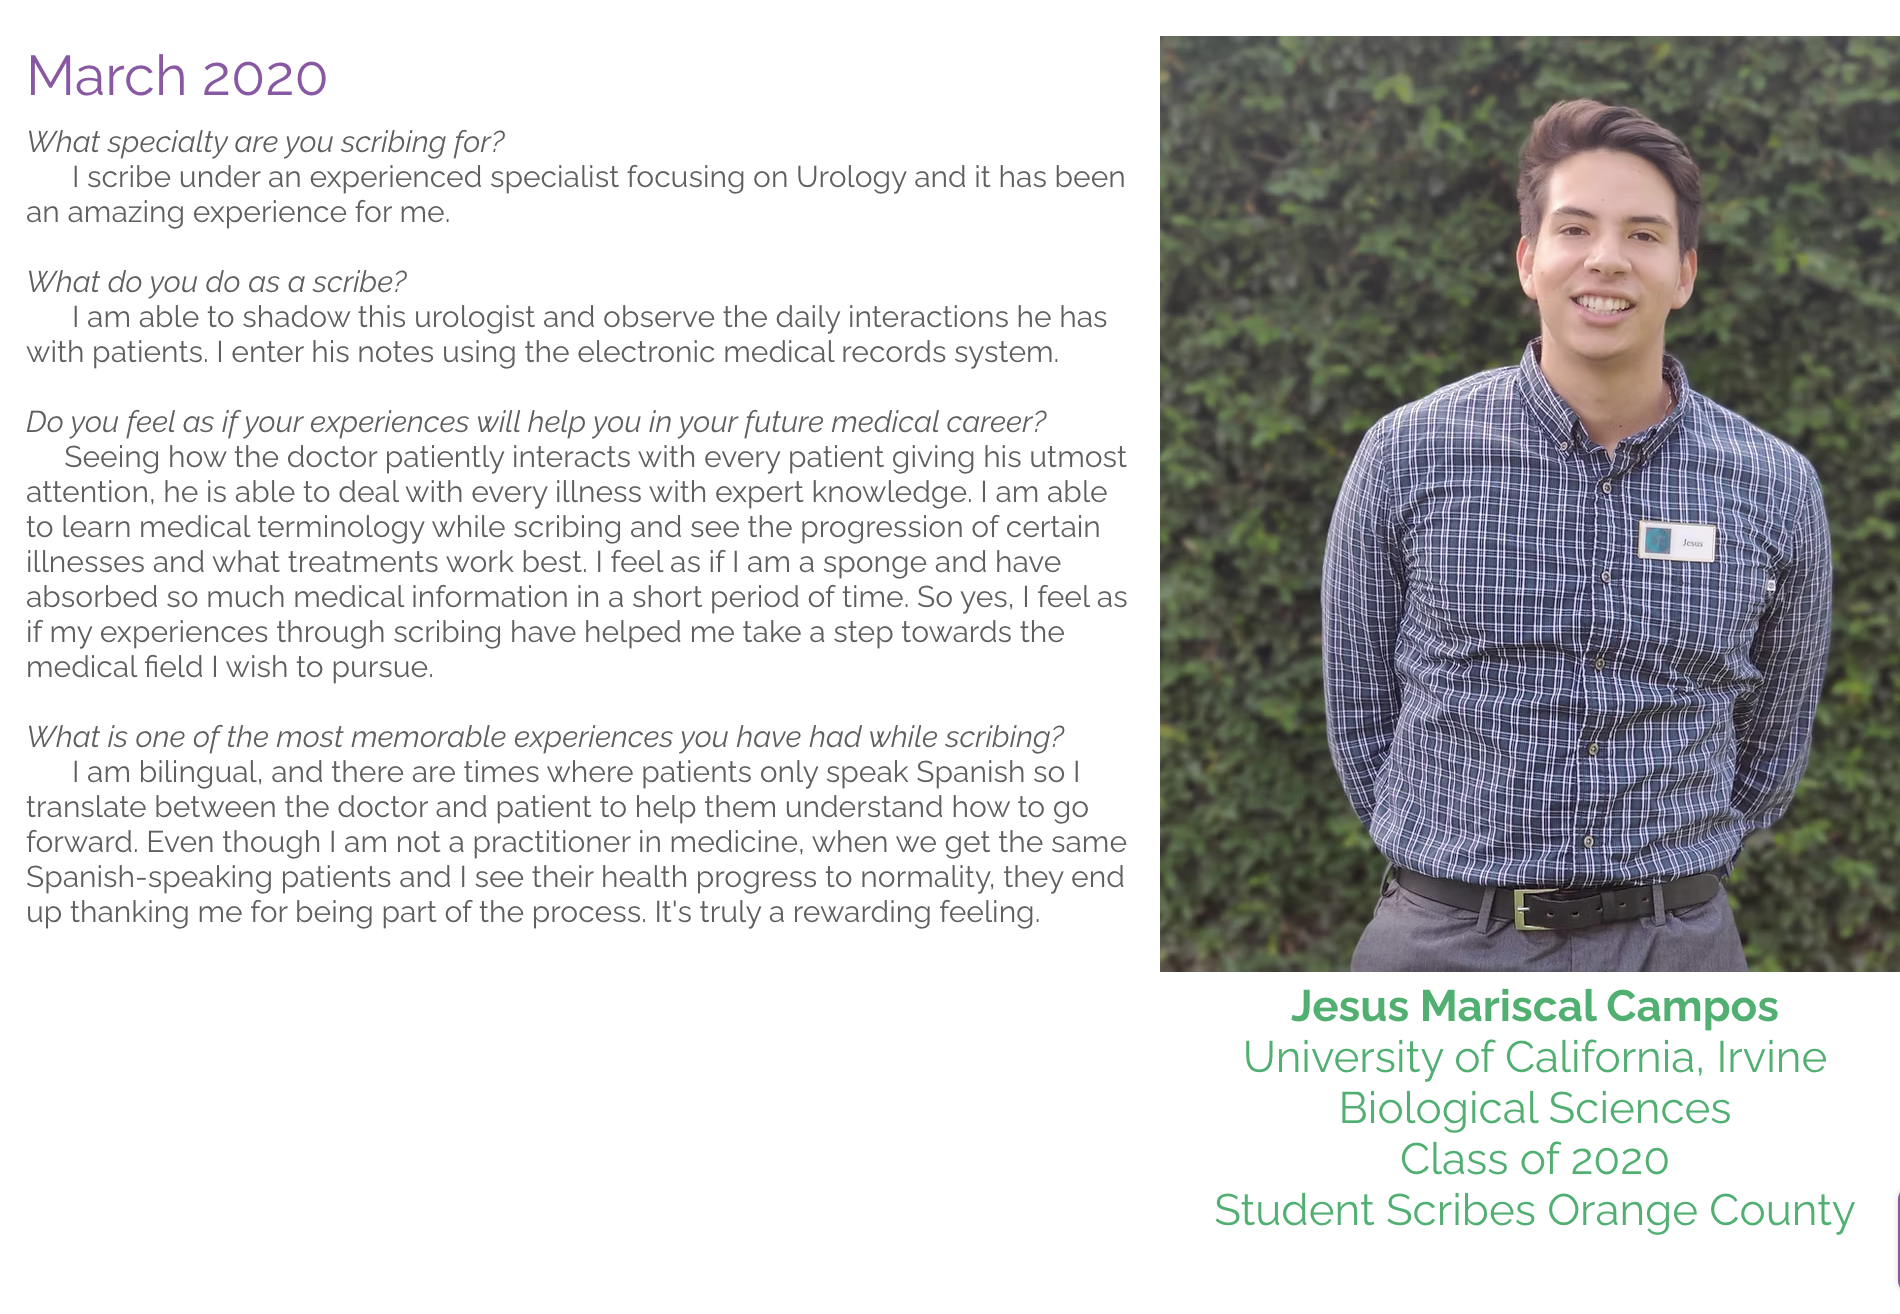 March 2020
What specialty are you scribing for?
I scribe under an experienced specialist focusing on Urology and it has been
an amazing experience for me.
What do you do as a scribe?
I am able to shadow this urologist and observe the daily interactions he has
with patients. I enter his notes using the electronic medical records system.
Do you feel as if your experiences will help you in your future medical career?
Seeing how the doctor patiently interacts with every patient giving his utmost
attention, he is able to deal with every illness with expert knowledge. I am able
to learn medical terminology while scribing and see the progression of certain
illnesses and what treatments work best. I feel as if I am a sponge and have
absorbed so much medical information in a short period of time. So yes, I feel as
if my experiences through scribing have helped me take a step towards the
medical field I wish to pursue.
What is one of the most memorable experiences you have had while scribing?
I am bilingual, and there are times where patients only speak Spanish so I
translate between the doctor and patient to help them understand how to go
forward. Even though I am not a practitioner in medicine, when we get the same
Spanish-speaking patients and I see their health progress to normality, they end
up thanking me for being part of the process. It's truly a rewarding feeling.
Jesus
Jesus Mariscal Campos
University of California, Irvine
Biological Sciences
Class of 2020
Student Scribes Orange County